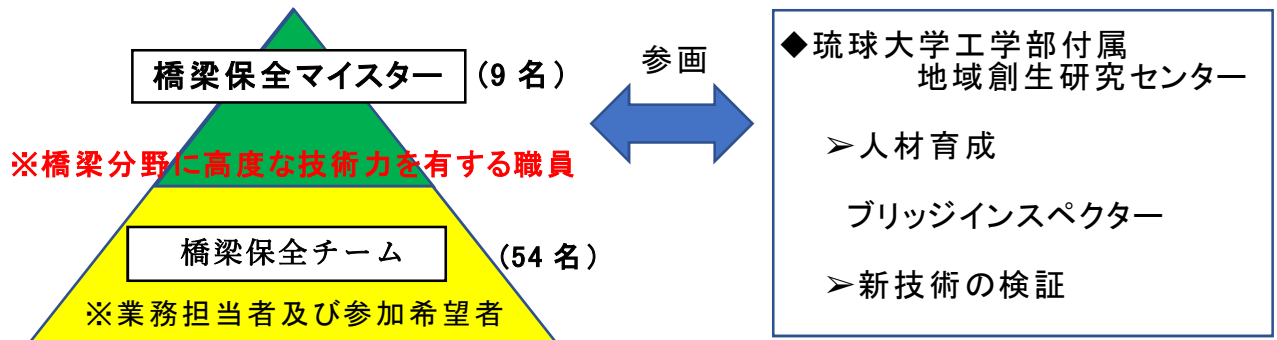 橋梁保全マイスター
(9 名)
※橋梁分野に高度な技術力を有する職員
橋梁保全チーム
(54 名)
※業務担当者及び参加希望者
参画
◆琉球大学工学部付属
地域創生研究センター
➢人材育成
ブリッジインスペクター
➢新技術の検証